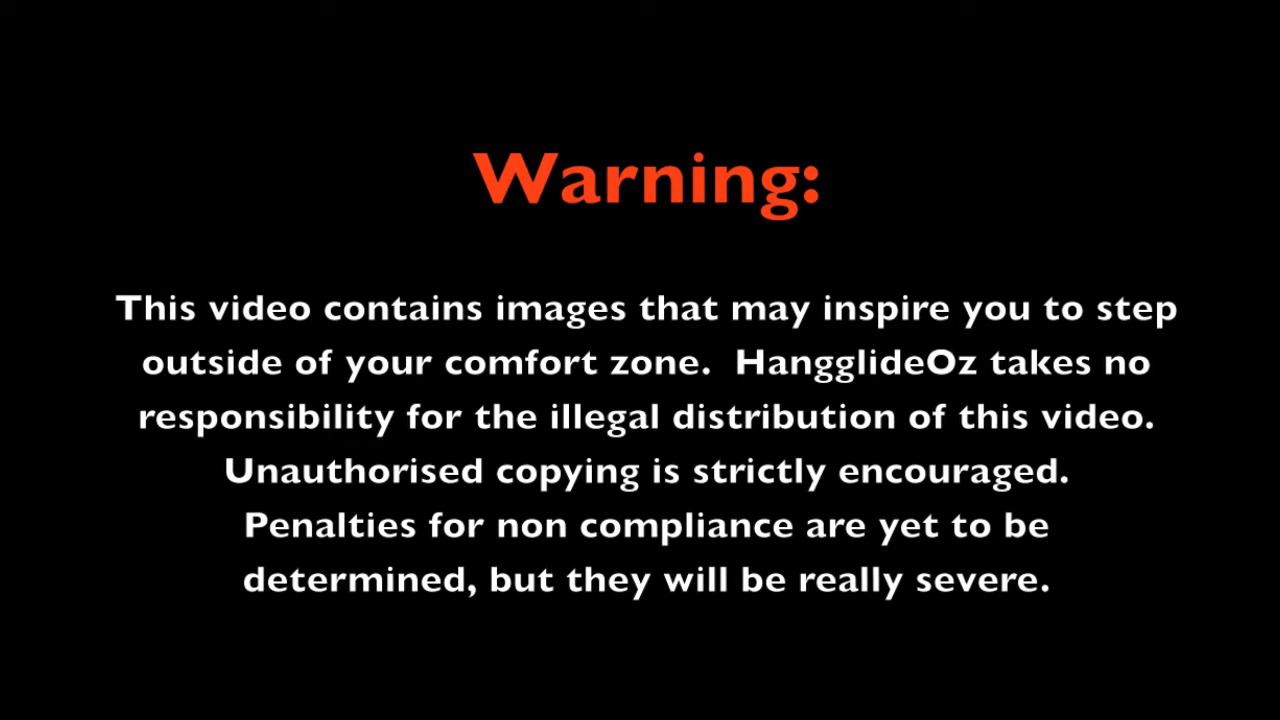 Warning:
This video contains images that may inspire you to step
outside of your comfort zone.  HangglideOz takes no
responsibility for the illegal distribution of this video.
Unauthorised copying is strictly encouraged.
Penalties for non compliance are yet to be
determined, but they will be really severe.